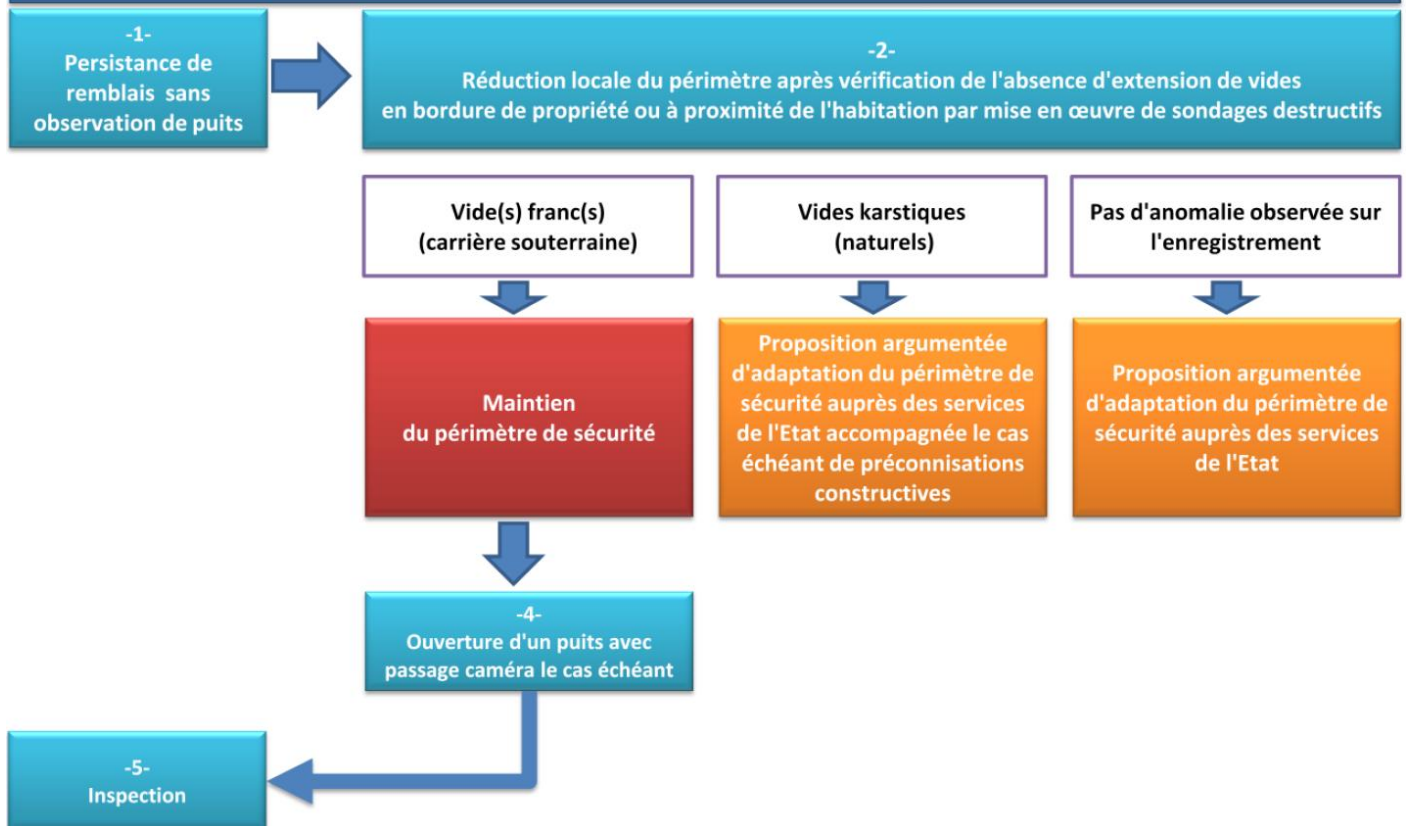 -1-
Persistance de
remblais sans
observation de puits
-2-
Réduction locale du périmètre après vérification de l'absence d'extension de vides
en bordure de propriété ou à proximité de l'habitation par mise en œuvre de sondages destructifs
Vide(s) franc(s)
(carrière souterraine)
Vides karstiques
(naturels)
Pas d'anomalie observée sur
l'enregistrement
Maintien
du périmètre de sécurité
Proposition argumentée
d'adaptation du périmètre de
sécurité auprès des services
de l'Etat accompagnée le cas
échéant de préconnisations
constructives
Proposition argumentée
d'adaptation du périmètre de
sécurité auprès des services
de l'Etat
-4-
Ouverture d'un puits avec
passage caméra le cas échéant
-5-
Inspection